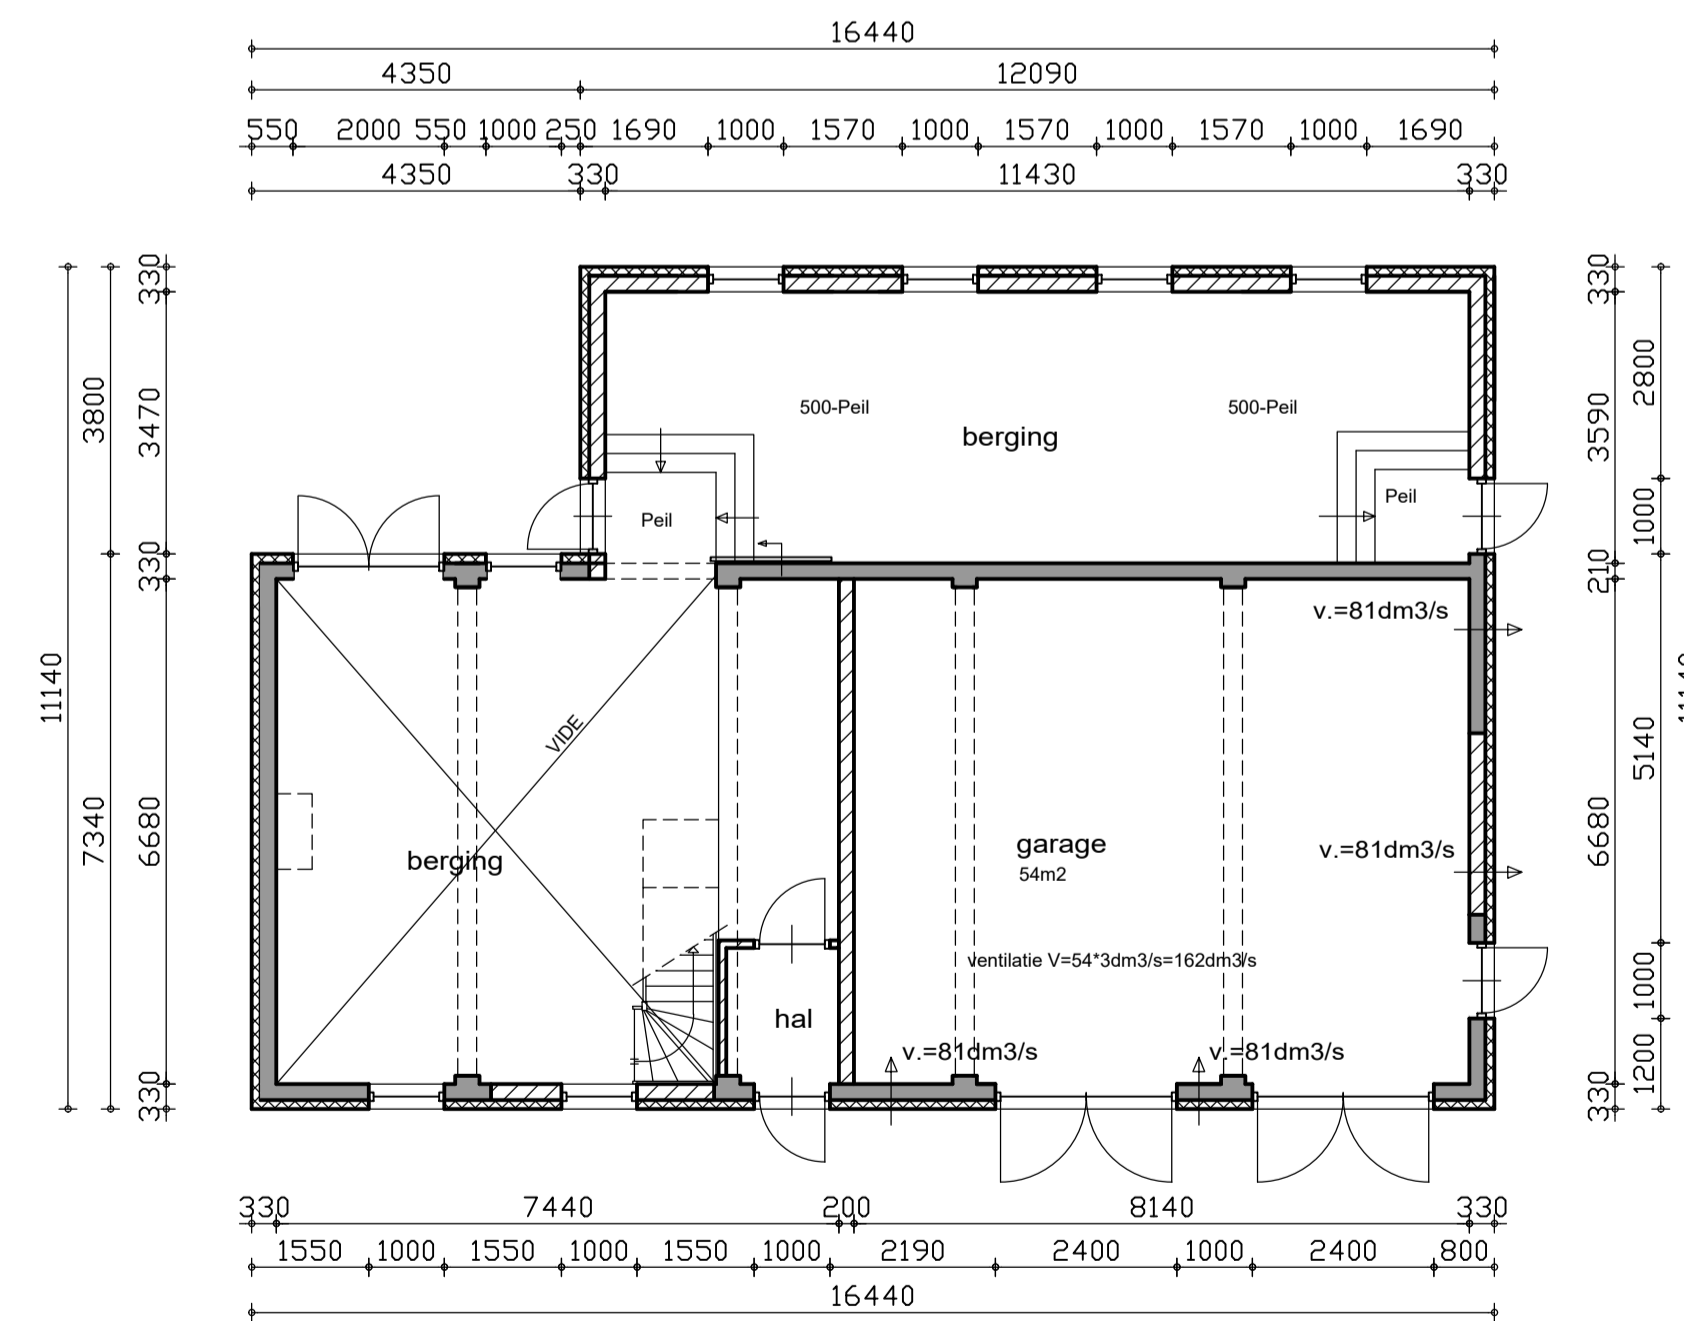 16440
4350 12090
550 2000 550 1000 250 1690 1000 1570 1000 1570 1000 1570 1000 1690
4350 330 11430 330
330 3470 330 6680 330
3800 7340
11140
330 3590 210 6680 330
2800 1000 5140 1000 1200
500-Peil 500-Peil
berging
Peil Peil
v.=81dm3/s
VIDE
berging
garage
54m2
v.=81dm3/s
ventilatie V=54*3dm3/s=162dm3/s
hal
v.=81dm3/s v.=81dm3/s
330 7440 200 8140 330
1550 1000 1550 1000 1550 1000 2190 2400 1000 2400 800
16440